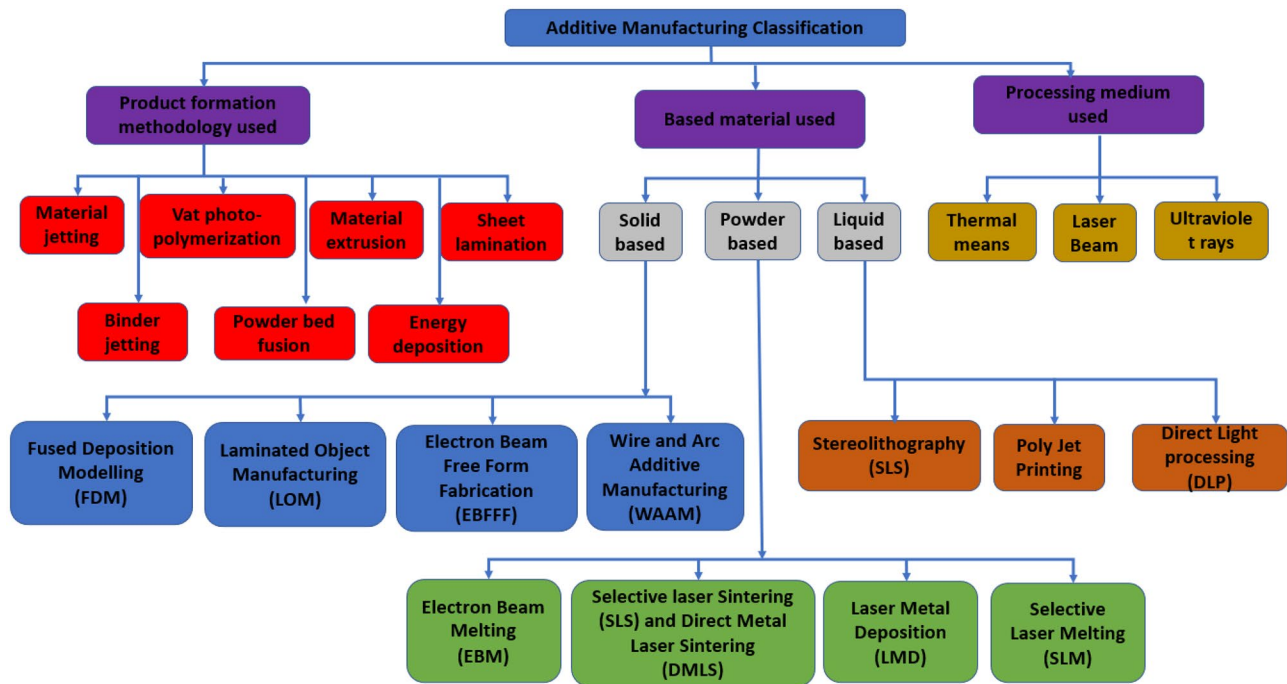 Additive Manufacturing Classification
Product formation
methodology used
Based material used
Processing medium
used
Material
jetting
Vat photo-
polymerization
Material
extrusion
Sheet
lamination
Binder
jetting
Powder bed
fusion
Energy
deposition
Solid
based
Powder
based
Liquid
based
Thermal
means
Laser
Beam
Ultraviole
t rays
Fused Deposition
Modelling
(FDM)
Laminated Object
Manufacturing
(LOM)
Electron Beam
Free Form
Fabrication
(EBFFF)
Wire and Arc
Additive
Manufacturing
(WAAM)
Stereolithography
(SLS)
Poly Jet
Printing
Direct Light
processing
(DLP)
Electron Beam
Melting
(EBM)
Selective laser Sintering
(SLS) and Direct Metal
Laser Sintering
(DMLS)
Laser Metal
Deposition
(LMD)
Selective
Laser Melting
(SLM)